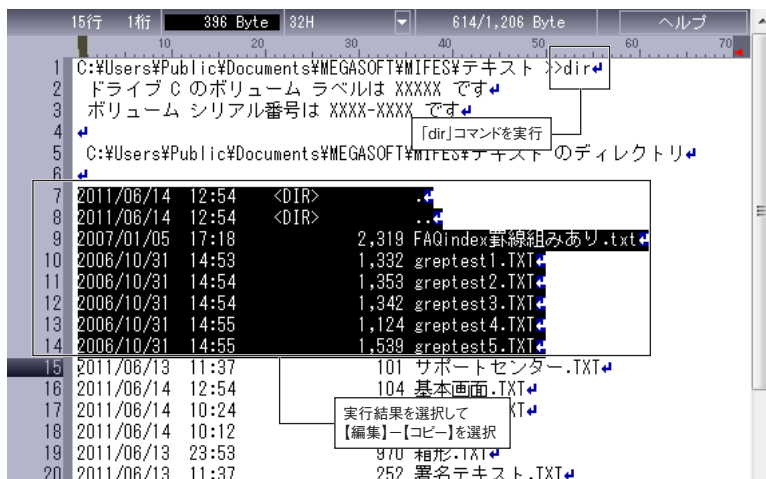 15行 1桁 396 Byte 32H 614/1,206 Byte ヘルプ
10 20 30 40 50 60 70
1 C:¥Users¥Public¥Documents¥MEGASOFT¥MIFES¥テキスト >>dir
2 ドライブ C のボリューム ラベルは XXXXX です
3 ボリューム シリアル番号は XXXX-XXXX です
4
「dir」コマンドを実行
5 C:¥Users¥Public¥Documents¥MEGASOFT¥MIFES¥テキスト のディレクトリ
6
7 2011/06/14 12:54 <DIR> .
8 2011/06/14 12:54 <DIR> ..
9 2007/01/05 17:18 2,319 FAQindex罫線組みあり.txt
10 2006/10/31 14:53 1,332 greptest1.TXT
11 2006/10/31 14:54 1,353 greptest2.TXT
12 2006/10/31 14:54 1,342 greptest3.TXT
13 2006/10/31 14:55 1,124 greptest4.TXT
14 2006/10/31 14:55 1,539 greptest5.TXT
15 2011/06/13 11:37 101 サポートセンター.TXT
16 2011/06/14 12:54 104 基本画面.TXT
17 2011/06/14 10:24
実行結果を選択して
【編集】−【コピー】を選択
18 2011/06/14 10:12
19 2011/06/13 23:53 970 箱形.TXT
20 2011/06/13 11:37 252 署名テキスト.TXT